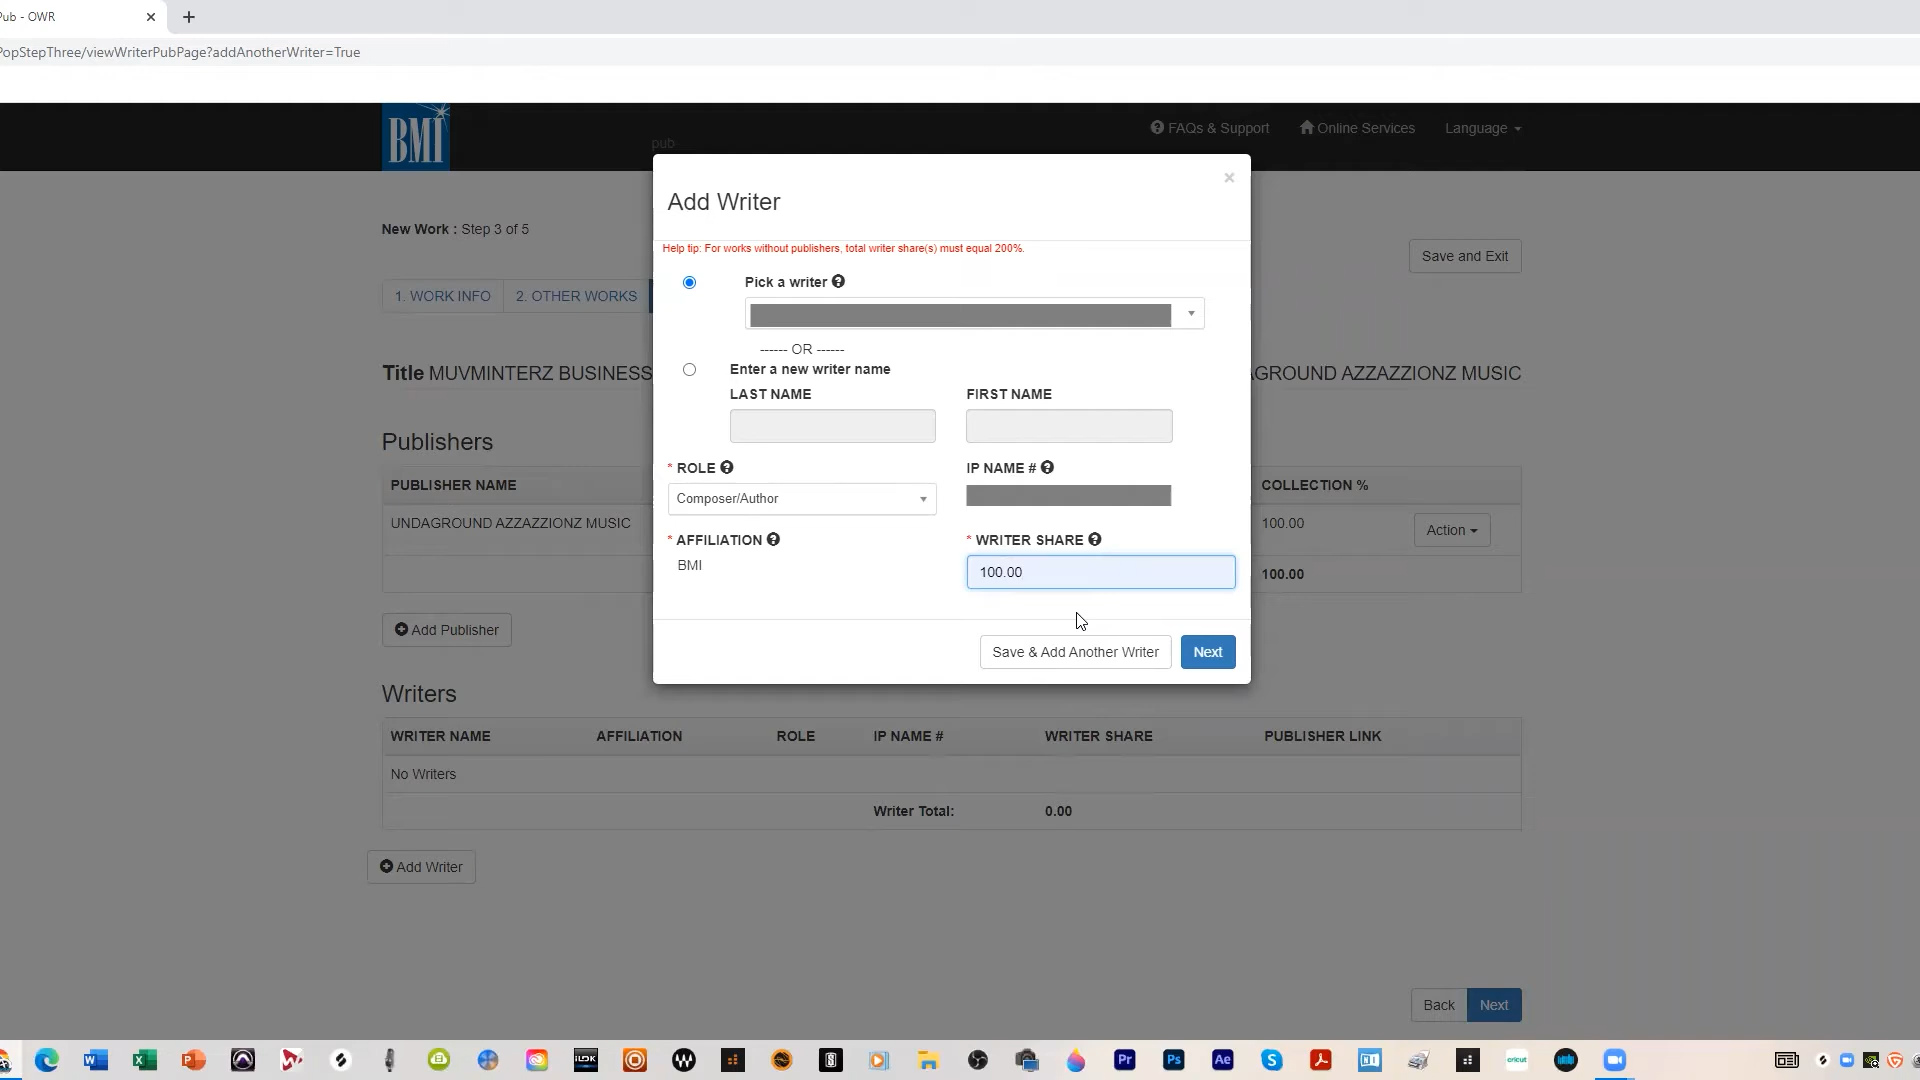 Pub - OWR
PopStepThree/viewWriterPubPage?addAnotherWriter=True
BMI
pub
FAQs & Support
Online Services
Language
Add Writer
New Work : Step 3 of 5
Help tip: For works without publishers, total writer share(s) must equal 200%.
Save and Exit
Pick a writer
1. WORK INFO
2. OTHER WORKS
------ OR ------
Enter a new writer name
Title MUVMINTERZ BUSINESS
GROUND AZZAZZIONZ MUSIC
LAST NAME
FIRST NAME
Publishers
* ROLE
IP NAME #
PUBLISHER NAME
COLLECTION %
Composer/Author
UNDAGROUND AZZAZZIONZ MUSIC
100.00
Action
* AFFILIATION
* WRITER SHARE
BMI
100.00
100.00
Add Publisher
Save & Add Another Writer
Next
Writers
WRITER NAME
AFFILIATION
ROLE
IP NAME #
WRITER SHARE
PUBLISHER LINK
No Writers
Writer Total:
0.00
Add Writer
Back
Next
Pr
Ps
Ae
cricut